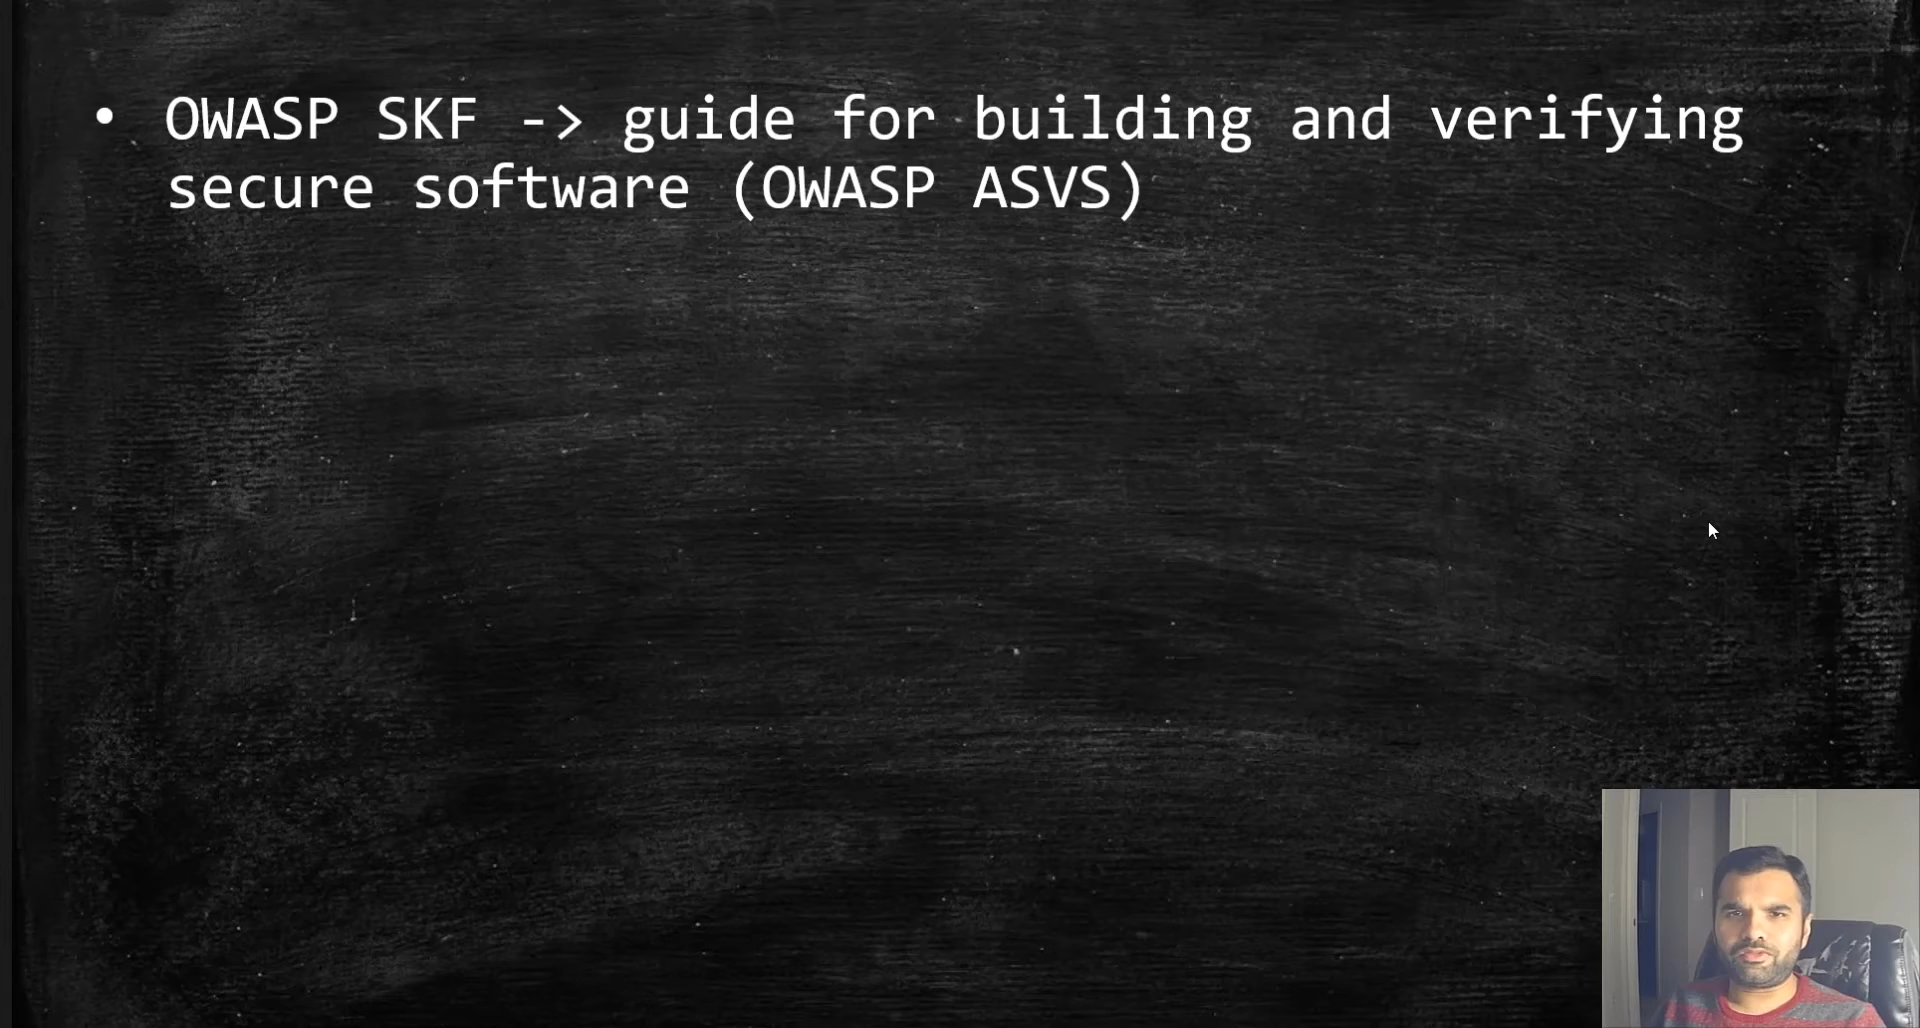 • OWASP SKF -> guide for building and verifying
secure software (OWASP ASVS)